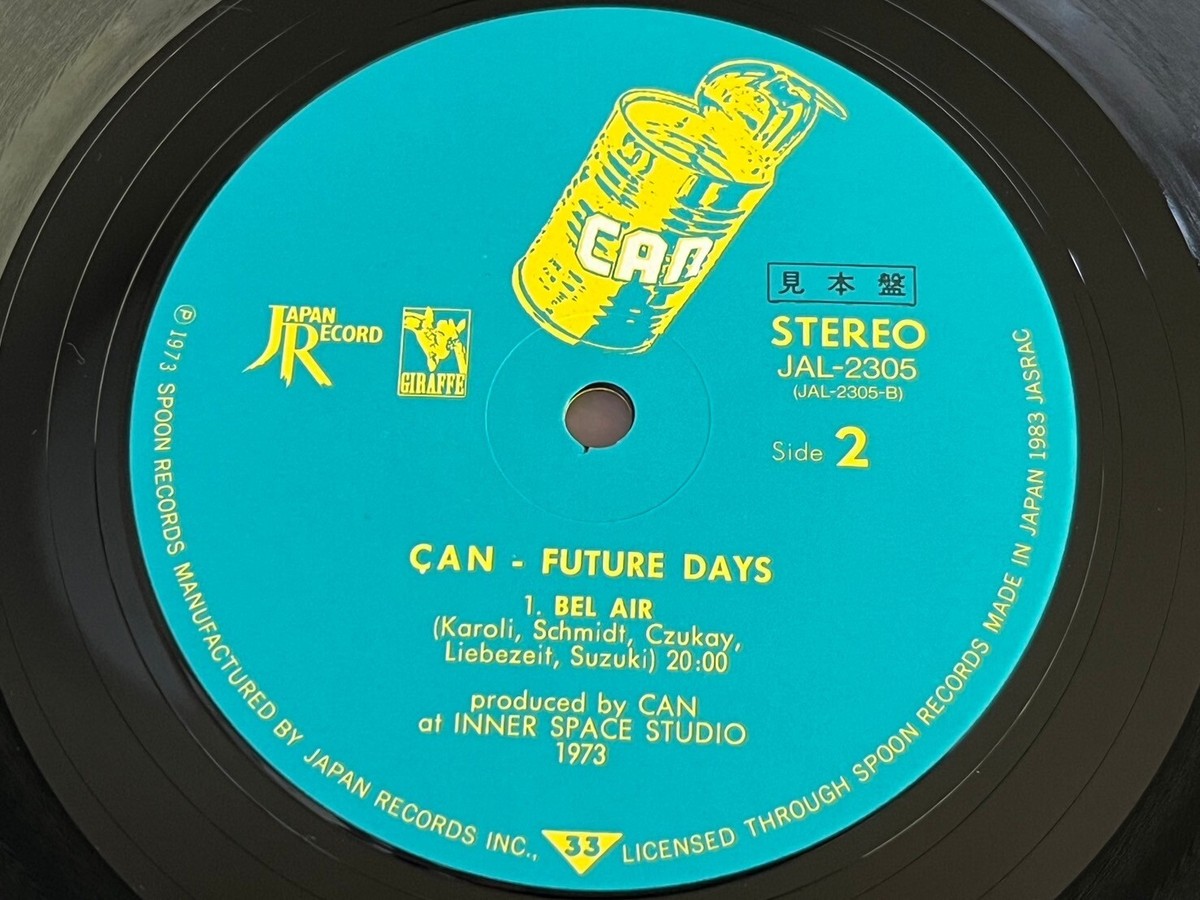 CAN
JAPAN RECORD
GIRAFFE
見本盤
STEREO
JAL-2305
(JAL-2305-B)
Side 2
ÇAN - FUTURE DAYS
1. BEL AIR
(Karoli, Schmidt, Czukay,
Liebezeit, Suzuki) 20:00
produced by CAN
at INNER SPACE STUDIO
1973
℗ 1973 SPOON RECORDS MANUFACTURED BY JAPAN RECORDS INC., 33 LICENSED THROUGH SPOON RECORDS MADE IN JAPAN 1983 JASRAC